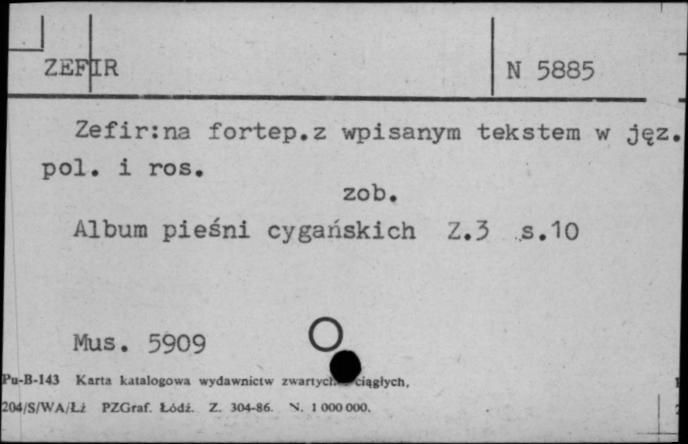 ZEFIR N 5885
Zefir:na fortep.z wpisanym tekstem w jęz.
pol. i ros.
zob.
Album pieśni cygańskich Z.3 s.10
Mus. 5909
Pu-B-143 Karta katalogowa wydawnictw ciągłych,
204/S/WA/Łż PZGraf. Łódź. Z. 304-86. N. 1 000 000.